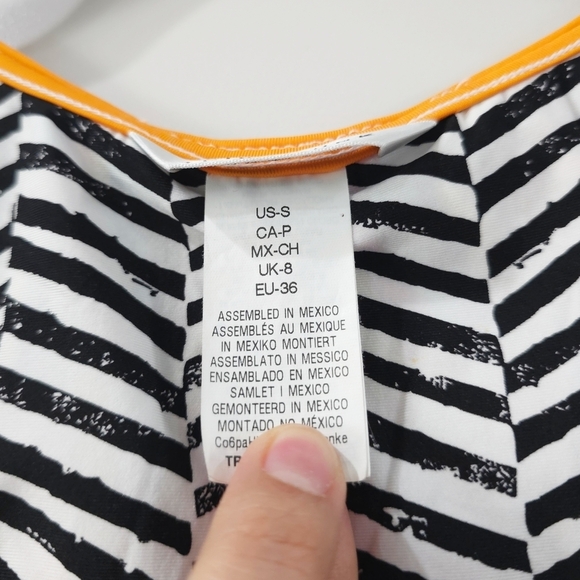 US-S
CA-P
MX-CH
UK-8
EU-36
ASSEMBLED IN MEXICO
ASSEMBLÉS AU MEXIQUE
IN MEXIKO MONTIERT
ASSEMBLATO IN MESSICO
ENSAMBLADO EN MEXICO
SAMLET I MEXICO
GEMONTEERD IN MEXICO
MONTADO NO MÉXICO